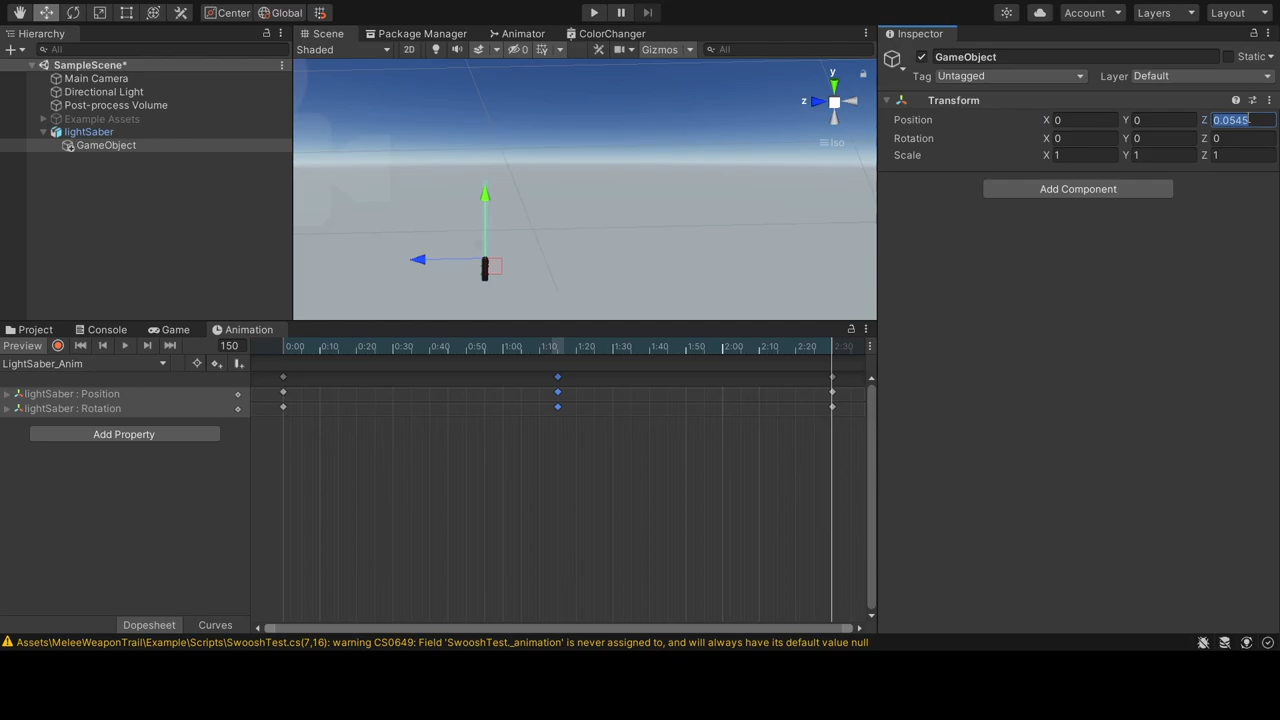 Center Global Account Layers Layout
Hierarchy Scene Package Manager Animator ColorChanger Inspector
All Shaded 2D 0 Gizmos All GameObject Static
SampleScene* Tag Untagged Layer Default
Main Camera
Directional Light
Post-process Volume
Example Assets
lightSaber
GameObject
y
z
Iso
Transform
Position X 0 Y 0 Z 0.0545
Rotation X 0 Y 0 Z 0
Scale X 1 Y 1 Z 1
Add Component
Project Console Game Animation
Preview 150 0:00 0:10 0:20 0:30 0:40 0:50 1:00 1:10 1:20 1:30 1:40 1:50 2:00 2:10 2:20 2:30
LightSaber_Anim
lightSaber : Position
lightSaber : Rotation
Add Property
Dopesheet Curves
Assets\MeleeWeaponTrail\Example\Scripts\SwooshTest.cs(7,16): warning CS0649: Field 'SwooshTest._animation' is never assigned to, and will always have its default value null